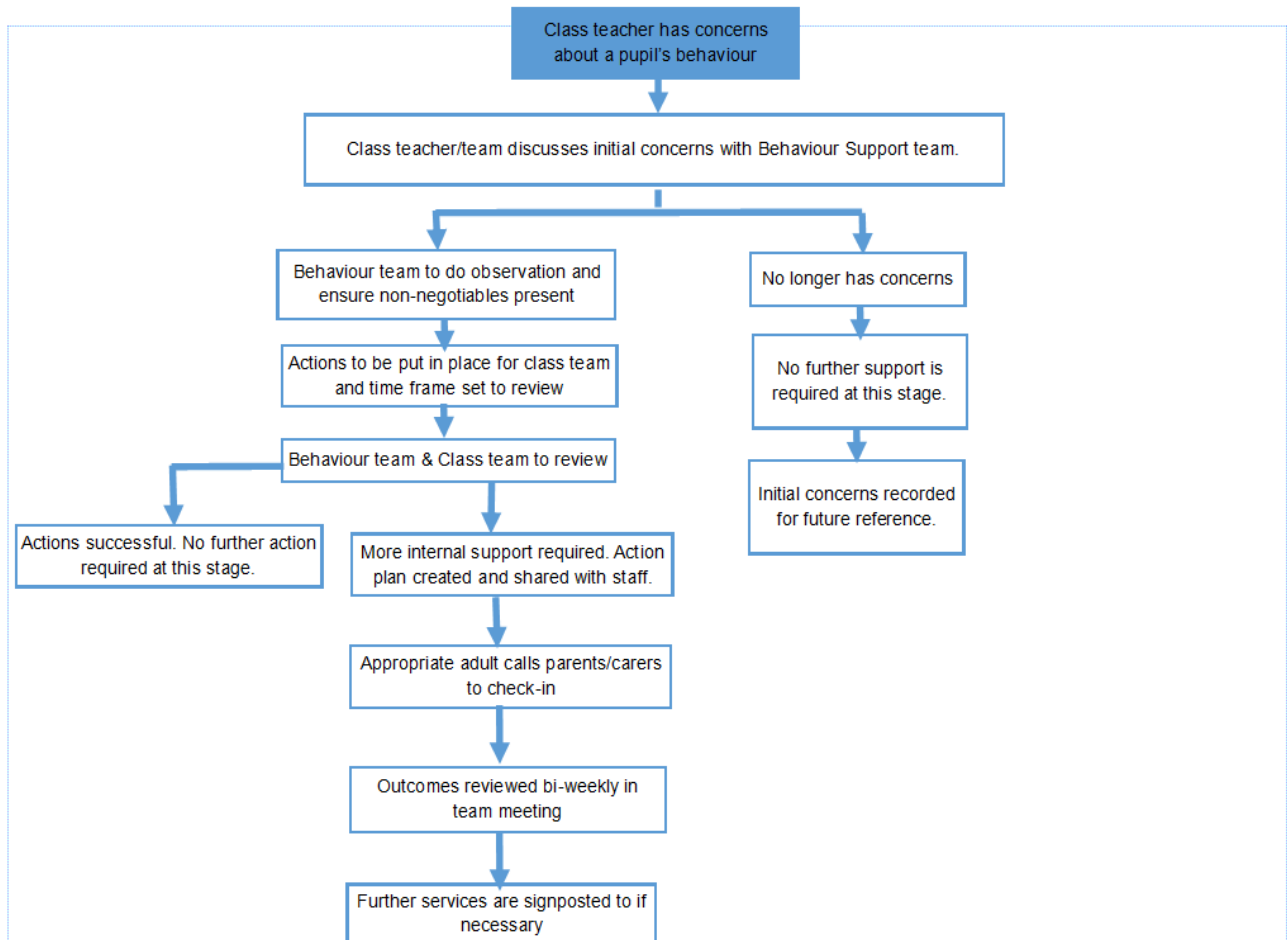 Class teacher has concerns
about a pupil's behaviour
Class teacher/team discusses initial concerns with Behaviour Support team.
Behaviour team to do observation and
ensure non-negotiables present
No longer has concerns
Actions to be put in place for class team
and time frame set to review
No further support is
required at this stage.
Behaviour team & Class team to review
Initial concerns recorded
for future reference.
Actions successful. No further action
required at this stage.
More internal support required. Action
plan created and shared with staff.
Appropriate adult calls parents/carers
to check-in
Outcomes reviewed bi-weekly in
team meeting
Further services are signposted to if
necessary